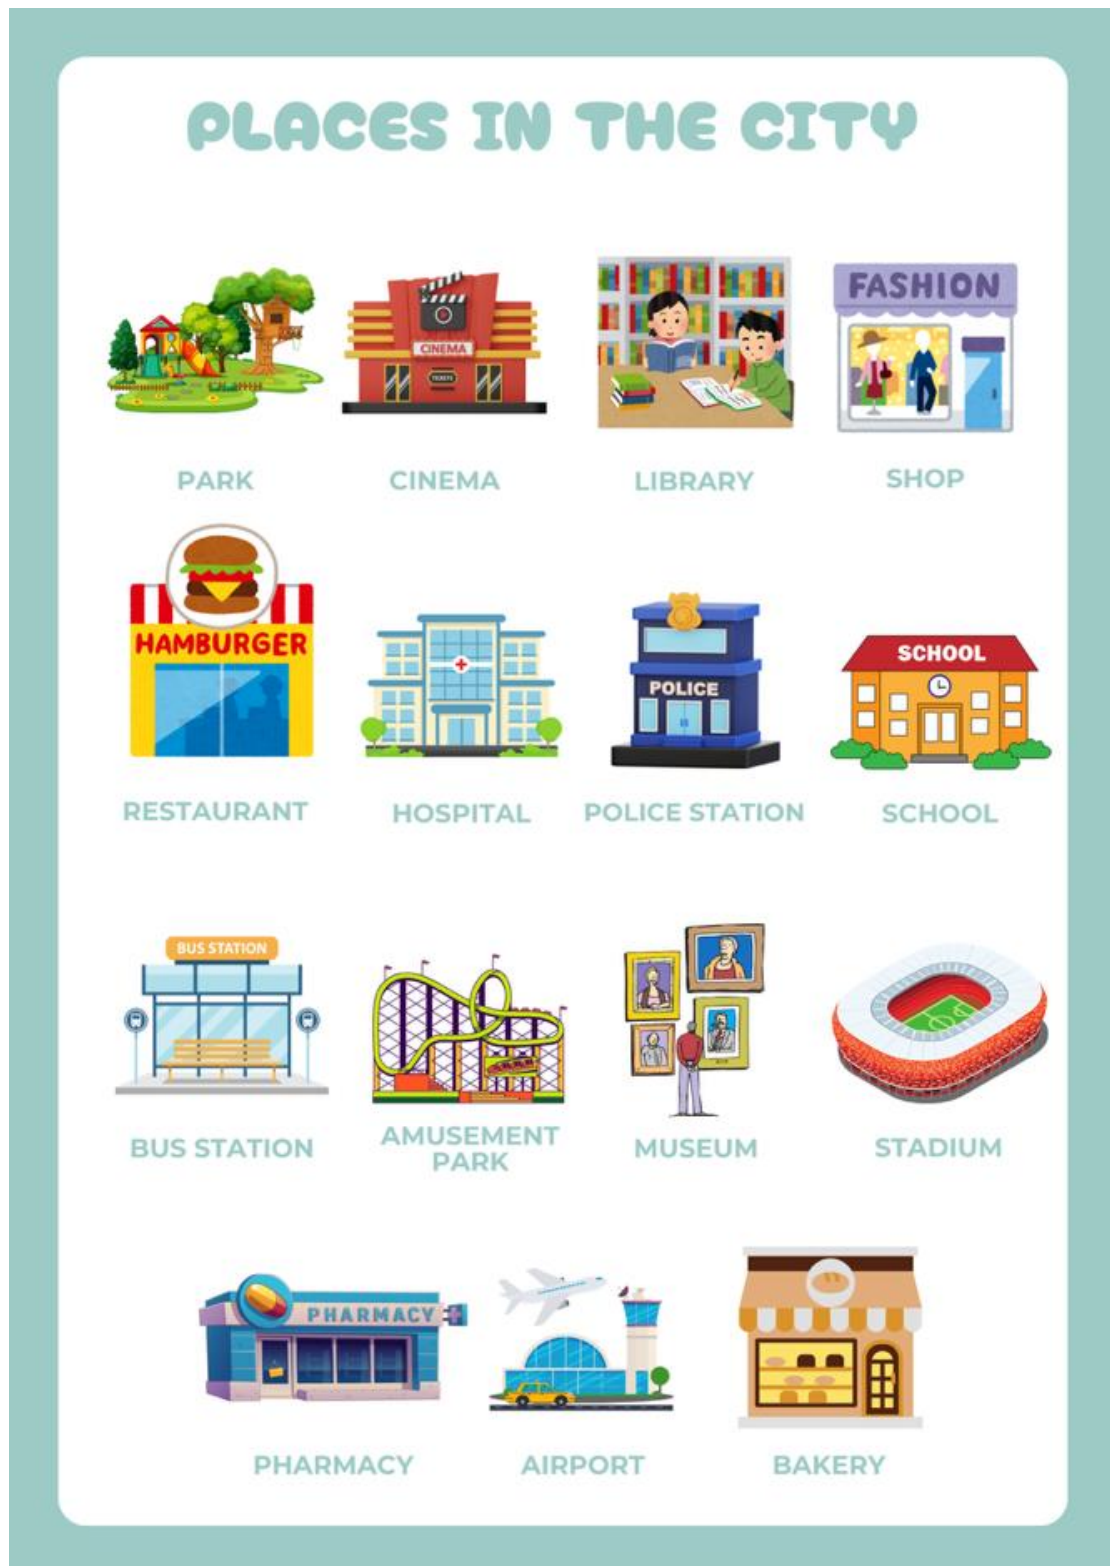 PLACES IN THE CITY
FASHION
CINEMA
TICKETS
PARK
CINEMA
LIBRARY
SHOP
HAMBURGER
POLICE
SCHOOL
RESTAURANT
HOSPITAL
POLICE STATION
SCHOOL
BUS STATION
BUS STATION
AMUSEMENT
PARK
MUSEUM
STADIUM
PHARMACY
PHARMACY
AIRPORT
BAKERY